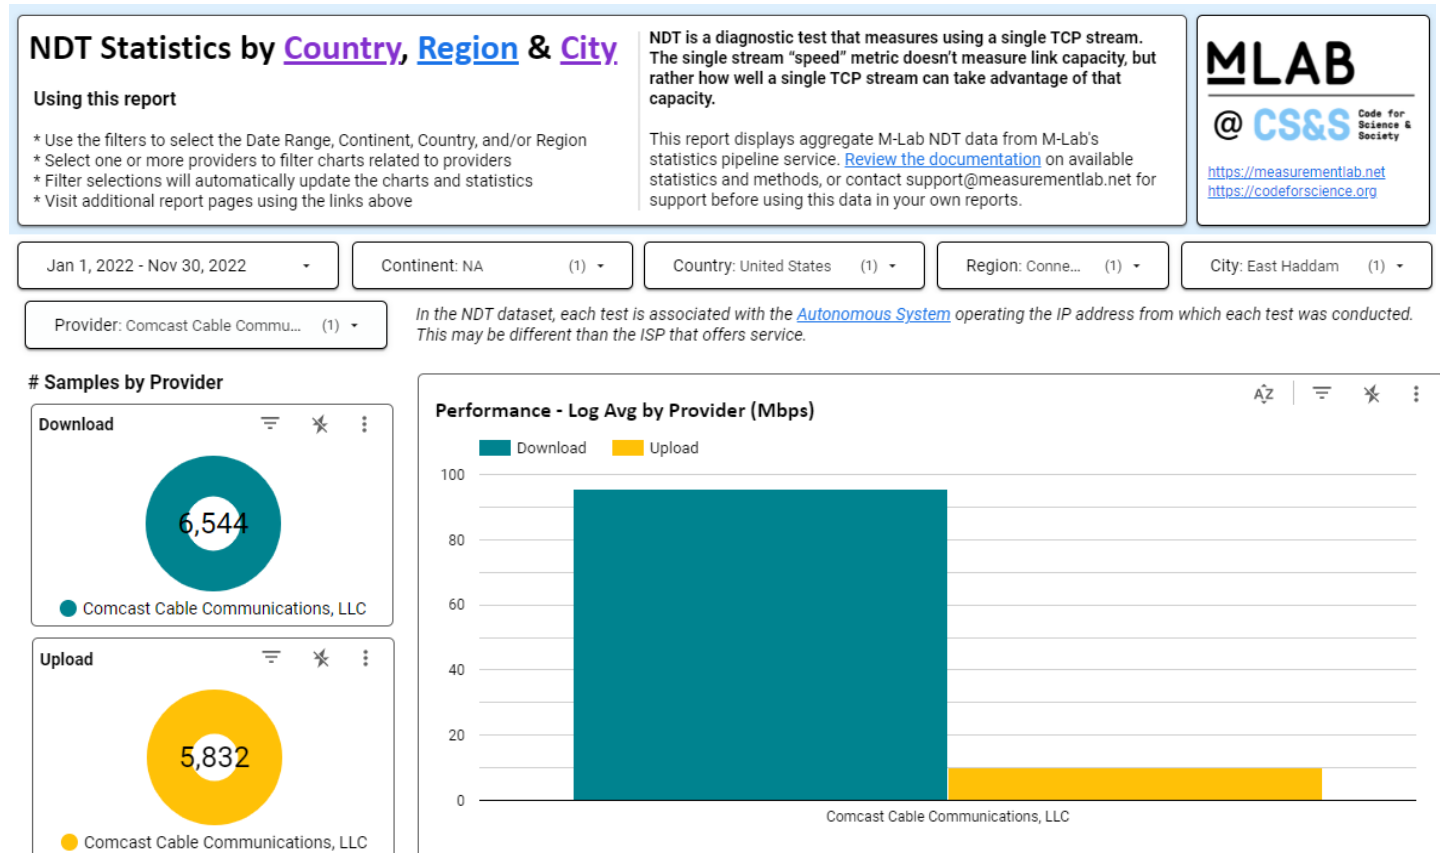 NDT Statistics by Country, Region & City
Using this report
* Use the filters to select the Date Range, Continent, Country, and/or Region
* Select one or more providers to filter charts related to providers
* Filter selections will automatically update the charts and statistics
* Visit additional report pages using the links above
NDT is a diagnostic test that measures using a single TCP stream.
The single stream “speed” metric doesn’t measure link capacity, but
rather how well a single TCP stream can take advantage of that
capacity.
This report displays aggregate M-Lab NDT data from M-Lab's
statistics pipeline service. Review the documentation on available
statistics and methods, or contact support@measurementlab.net for
support before using this data in your own reports.
MLAB
@ CS&S Code for
Science &
Society
https://measurementlab.net
https://codeforscience.org
Jan 1, 2022 - Nov 30, 2022
Continent: NA (1)
Country: United States (1)
Region: Conne... (1)
City: East Haddam (1)
Provider: Comcast Cable Commu... (1)
In the NDT dataset, each test is associated with the Autonomous System operating the IP address from which each test was conducted.
This may be different than the ISP that offers service.
# Samples by Provider
Download
6,544
Comcast Cable Communications, LLC
Upload
5,832
Comcast Cable Communications, LLC
AZ
Performance - Log Avg by Provider (Mbps)
Download
Upload
100
80
60
40
20
0
Comcast Cable Communications, LLC